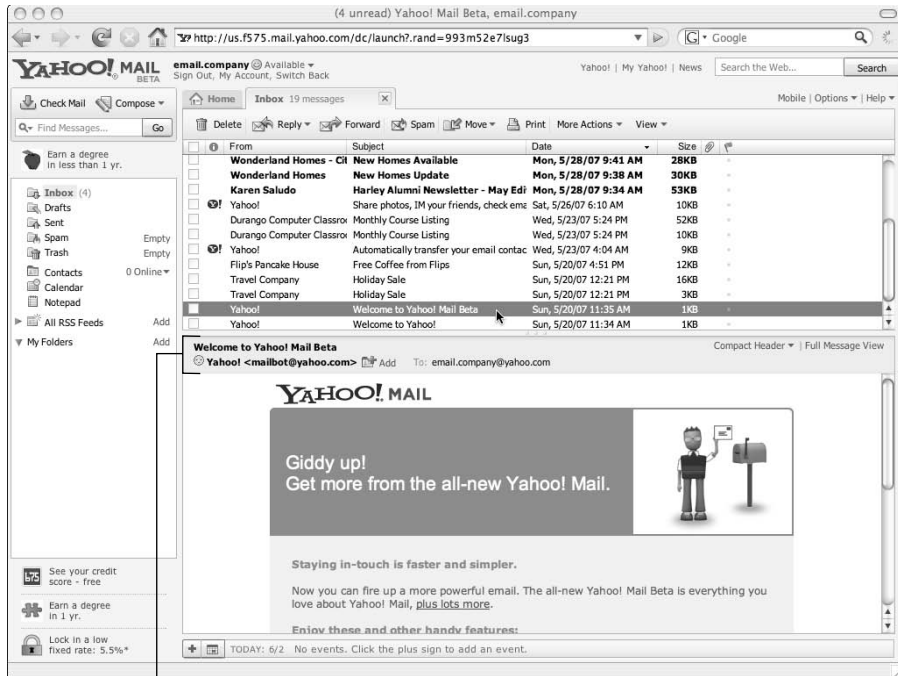 (4 unread) Yahoo! Mail Beta, email.company
http://us.f575.mail.yahoo.com/dc/launch?.rand=993m52e7lsug3
G Google
YAHOO! MAIL
BETA
email.company Available
Sign Out, My Account, Switch Back
Yahoo! | My Yahoo! | News
Search the Web...
Search
Check Mail Compose
Find Messages... Go
Earn a degree
in less than 1 yr.
Inbox (4)
Drafts
Sent
Spam Empty
Trash Empty
Contacts 0 Online
Calendar
Notepad
All RSS Feeds Add
My Folders Add
See your credit
score - free
Earn a degree
in 1 yr.
Lock in a low
fixed rate: 5.5%*
Home Inbox 19 messages
Mobile | Options | Help
Delete Reply Forward Spam Move Print More Actions View
From Subject Date Size
Wonderland Homes - Cit New Homes Available Mon, 5/28/07 9:41 AM 28KB
Wonderland Homes New Homes Update Mon, 5/28/07 9:38 AM 30KB
Karen Saludo Harley Alumni Newsletter - May Edi Mon, 5/28/07 9:34 AM 53KB
Yahoo! Share photos, IM your friends, check ema Sat, 5/26/07 6:10 AM 10KB
Durango Computer Classroo Monthly Course Listing Wed, 5/23/07 5:24 PM 52KB
Durango Computer Classroo Monthly Course Listing Wed, 5/23/07 5:24 PM 10KB
Yahoo! Automatically transfer your email contac Wed, 5/23/07 4:04 AM 9KB
Flip's Pancake House Free Coffee from Flips Sun, 5/20/07 4:51 PM 12KB
Travel Company Holiday Sale Sun, 5/20/07 12:21 PM 16KB
Travel Company Holiday Sale Sun, 5/20/07 12:21 PM 3KB
Yahoo! Welcome to Yahoo! Mail Beta Sun, 5/20/07 11:35 AM 1KB
Yahoo! Welcome to Yahoo! Sun, 5/20/07 11:34 AM 1KB
Welcome to Yahoo! Mail Beta
Compact Header | Full Message View
Yahoo! <mailbot@yahoo.com> Add To: email.company@yahoo.com
YAHOO! MAIL
Giddy up!
Get more from the all-new Yahoo! Mail.
Staying in-touch is faster and simpler.
Now you can fire up a more powerful email. The all-new Yahoo! Mail Beta is everything you
love about Yahoo! Mail, plus lots more.
Enjoy these and other handy features:
TODAY: 6/2 No events. Click the plus sign to add an event.